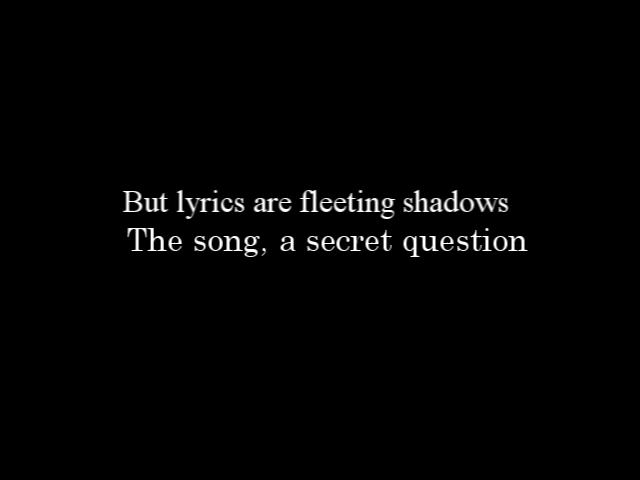 But lyrics are fleeting shadows
The song, a secret question